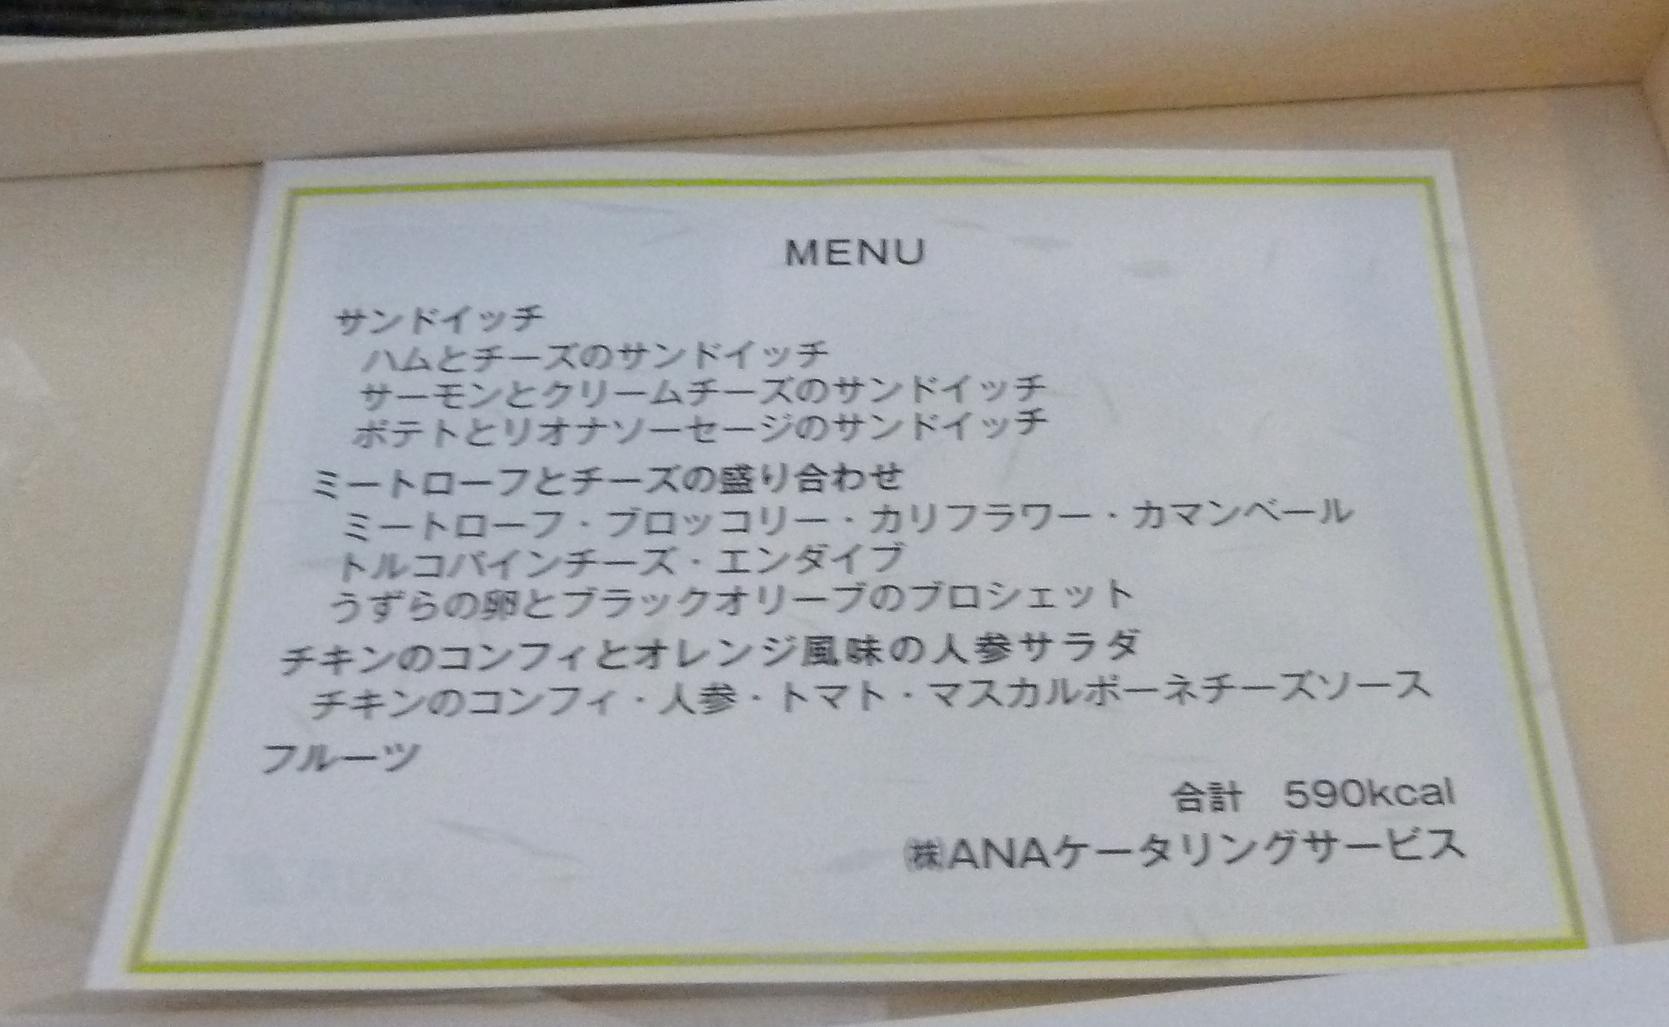 MENU
サンドイッチ
ハムとチーズのサンドイッチ
サーモンとクリームチーズのサンドイッチ
ポテトとリオナソーセージのサンドイッチ
ミートローフとチーズの盛り合わせ
ミートローフ・ブロッコリー・カリフラワー・カマンベール
トルコパインチーズ・エンダイブ
うずらの卵とブラックオリーブのブロシェット
チキンのコンフィとオレンジ風味の人参サラダ
チキンのコンフィ・人参・トマト・マスカルポーネチーズソース
フルーツ
合計　590kcal
㈱ANAケータリングサービス